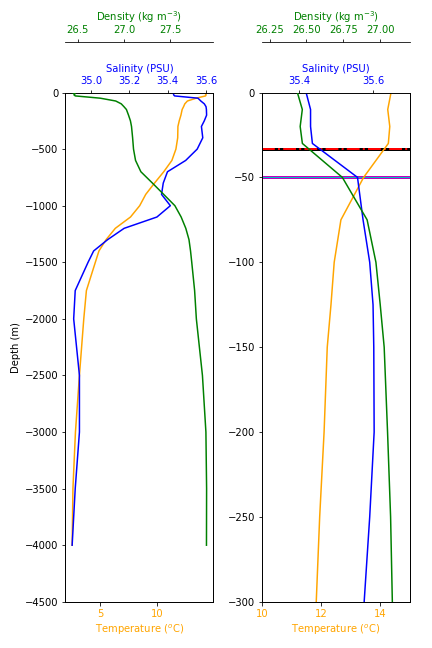 Density (kg m⁻³)
26.5 27.0 27.5
Salinity (PSU)
35.0 35.2 35.4 35.6
0
−500
−1000
−1500
−2000
−2500
−3000
−3500
−4000
−4500
Depth (m)
5 10
Temperature (°C)
Density (kg m⁻³)
26.25 26.50 26.75 27.00
Salinity (PSU)
35.4 35.6
0
−50
−100
−150
−200
−250
−300
10 12 14
Temperature (°C)